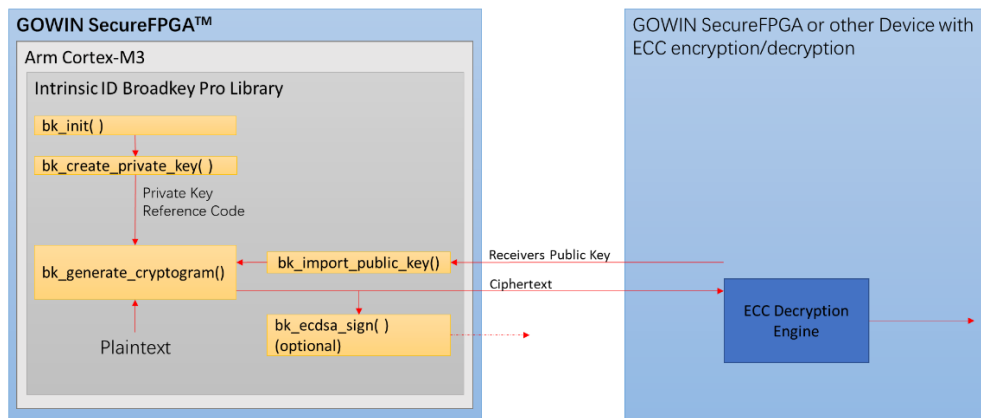 GOWIN SecureFPGA™
Arm Cortex-M3
Intrinsic ID Broadkey Pro Library
bk_init( )
bk_create_private_key( )
Private Key
Reference Code
bk_generate_cryptogram()
bk_import_public_key()
bk_ecdsa_sign( )
(optional)
Plaintext
Receivers Public Key
Ciphertext
GOWIN SecureFPGA or other Device with
ECC encryption/decryption
ECC Decryption
Engine